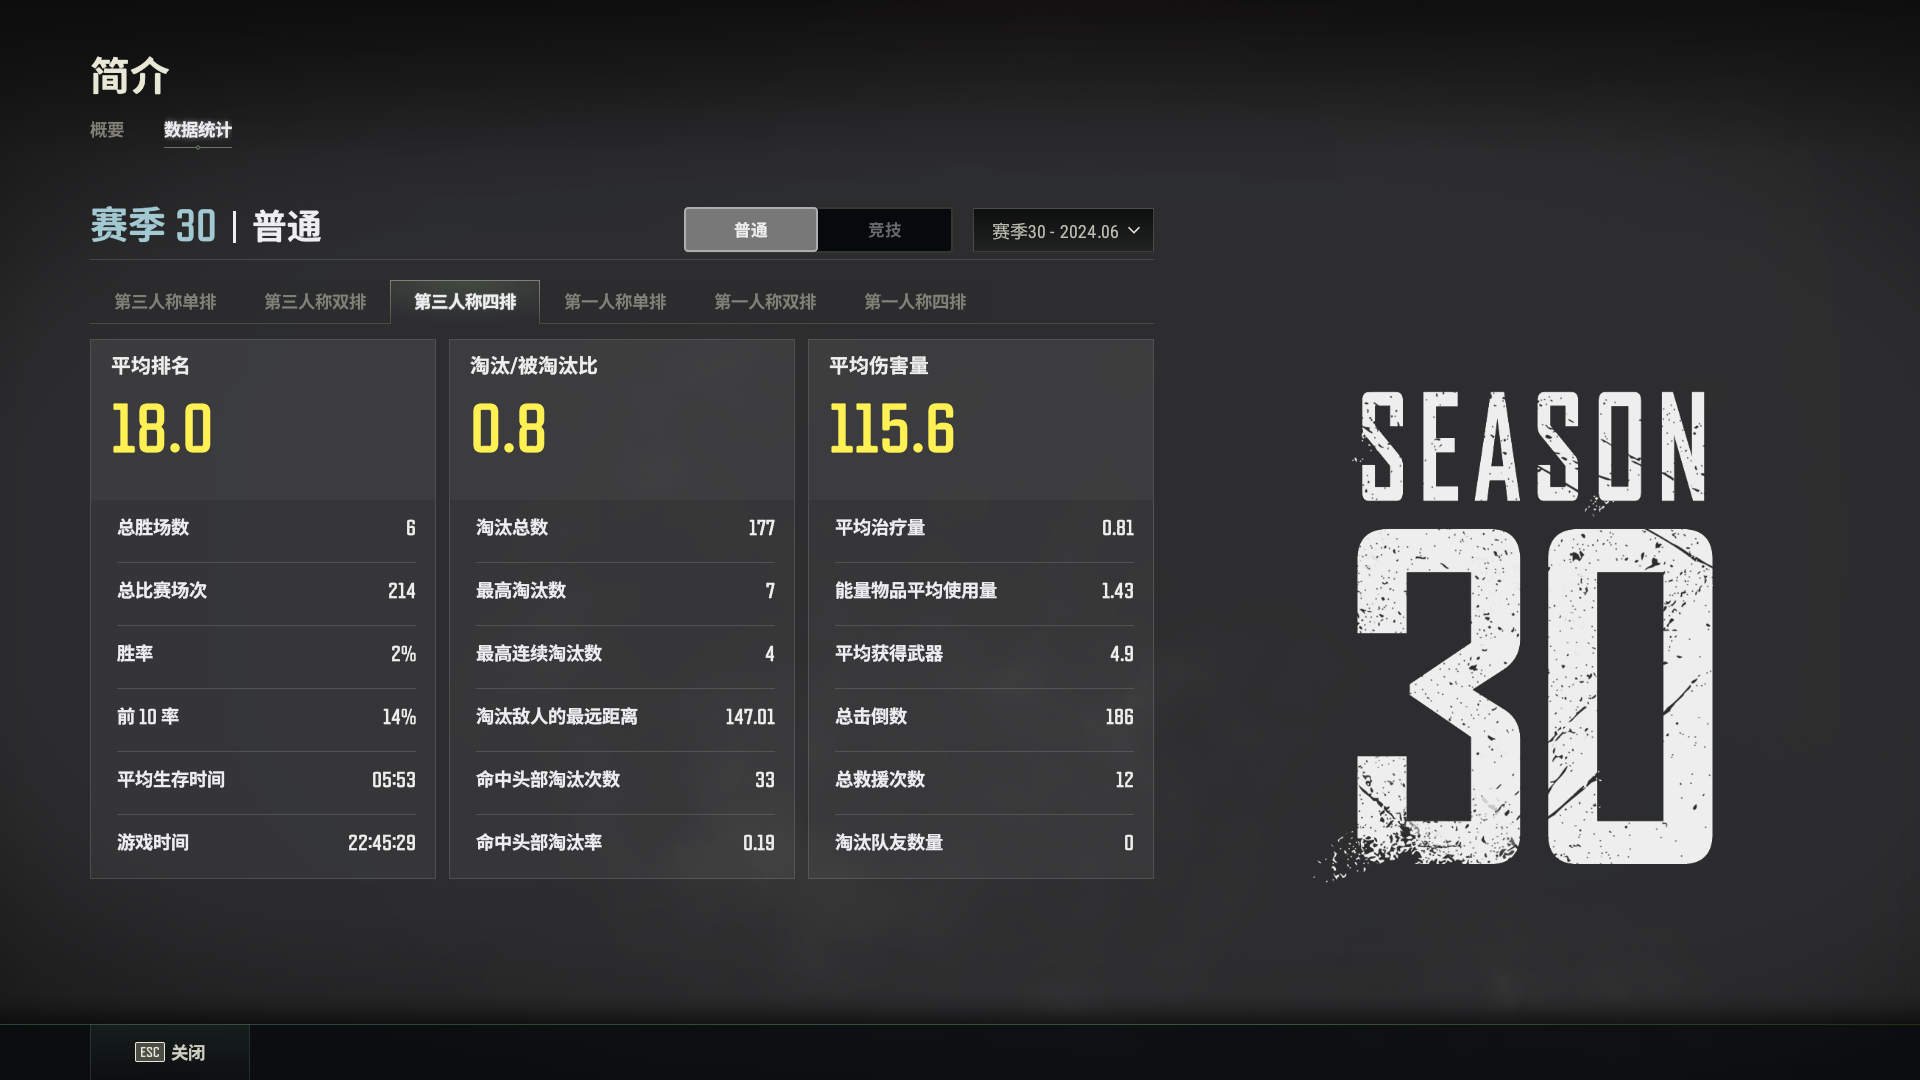 简介
概要 数据统计
赛季 30 | 普通
普通 竞技 赛季30 - 2024.06
第三人称单排 第三人称双排 第三人称四排 第一人称单排 第一人称双排 第一人称四排
平均排名
18.0
总胜场数 6
总比赛场次 214
胜率 2%
前 10 率 14%
平均生存时间 05:53
游戏时间 22:45:29
淘汰/被淘汰比
0.8
淘汰总数 177
最高淘汰数 7
最高连续淘汰数 4
淘汰敌人的最远距离 147.01
命中头部淘汰次数 33
命中头部淘汰率 0.19
平均伤害量
115.6
平均治疗量 0.81
能量物品平均使用量 1.43
平均获得武器 4.9
总击倒数 186
总救援次数 12
淘汰队友数量 0
SEASON
30
ESC 关闭